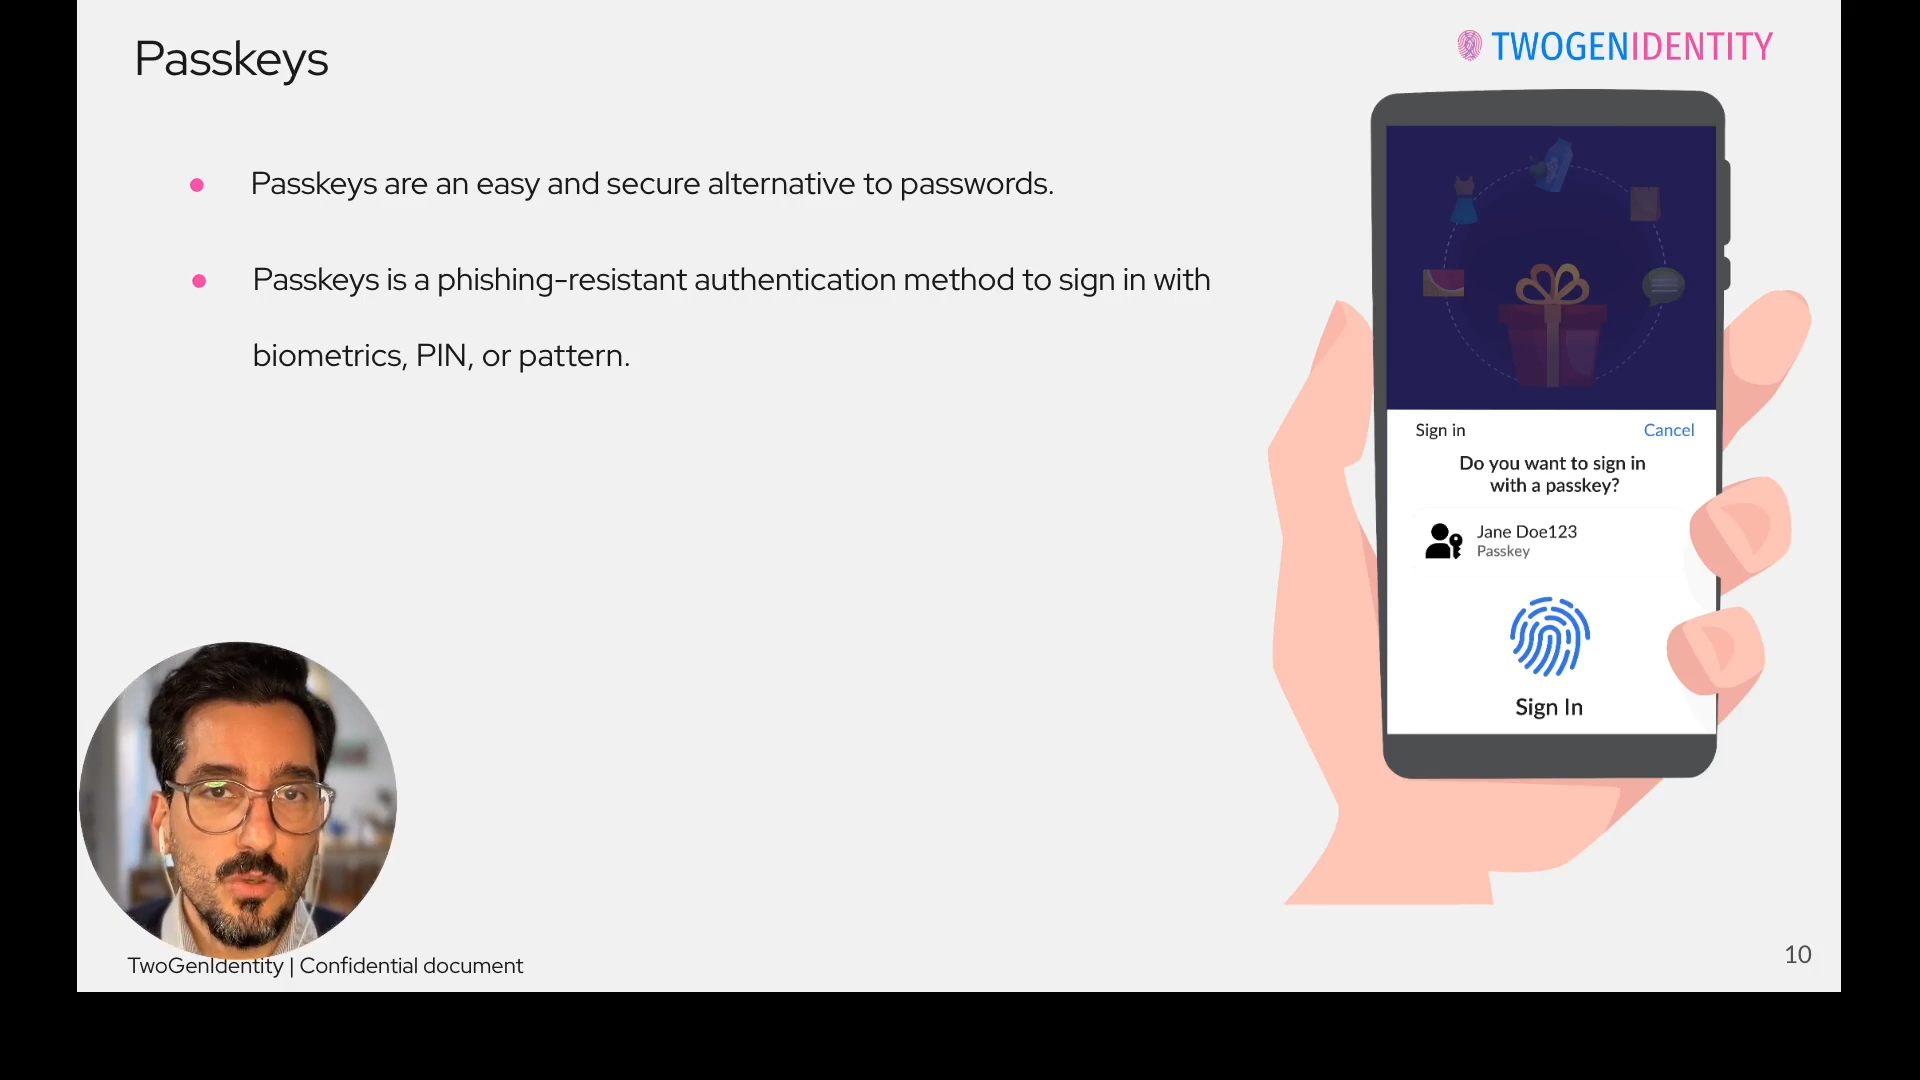 Passkeys
TWOGENIDENTITY
Passkeys are an easy and secure alternative to passwords.
Passkeys is a phishing-resistant authentication method to sign in with
biometrics, PIN, or pattern.
Sign in
Cancel
Do you want to sign in
with a passkey?
Jane Doe123
Passkey
Sign In
TwoGenIdentity | Confidential document
10